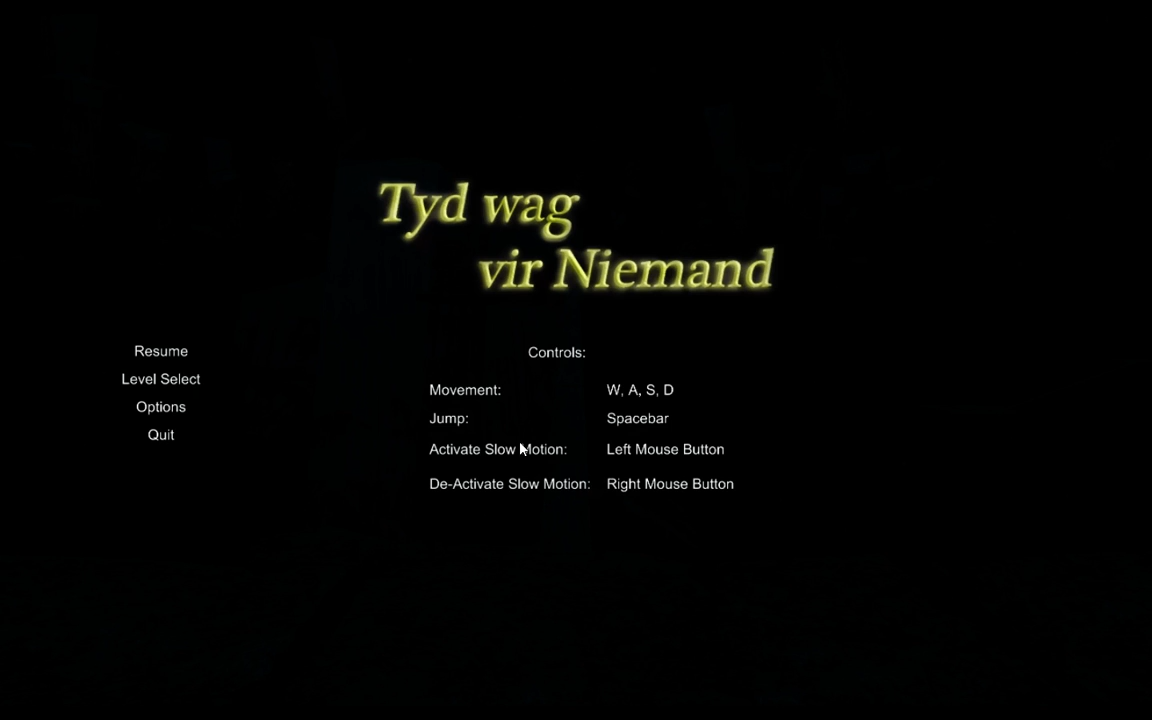 Tyd wag
vir Niemand
Resume
Level Select
Options
Quit
Controls:
Movement: W, A, S, D
Jump: Spacebar
Activate Slow Motion: Left Mouse Button
De-Activate Slow Motion: Right Mouse Button